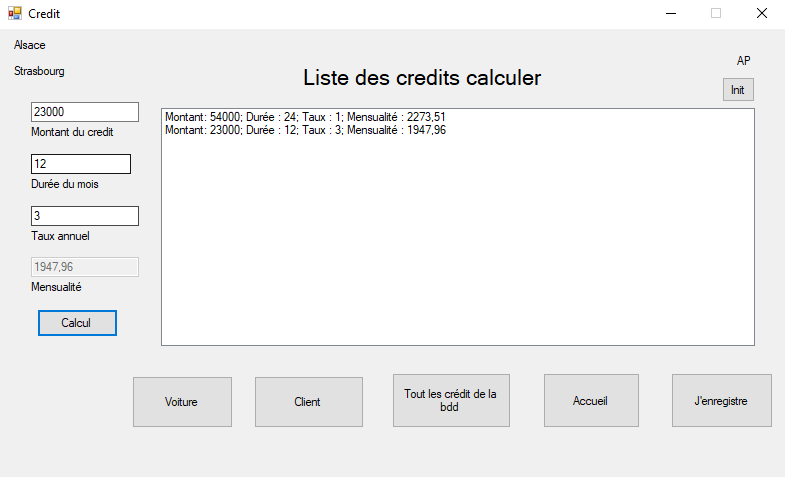 Credit
Alsace
Strasbourg
Liste des credits calculer
AP
Init
23000
Montant du credit
12
Durée du mois
3
Taux annuel
1947,96
Mensualité
Calcul
Montant: 54000; Durée : 24; Taux : 1; Mensualité : 2273,51
Montant: 23000; Durée : 12; Taux : 3; Mensualité : 1947,96
Voiture
Client
Tout les crédit de la
bdd
Accueil
J'enregistre